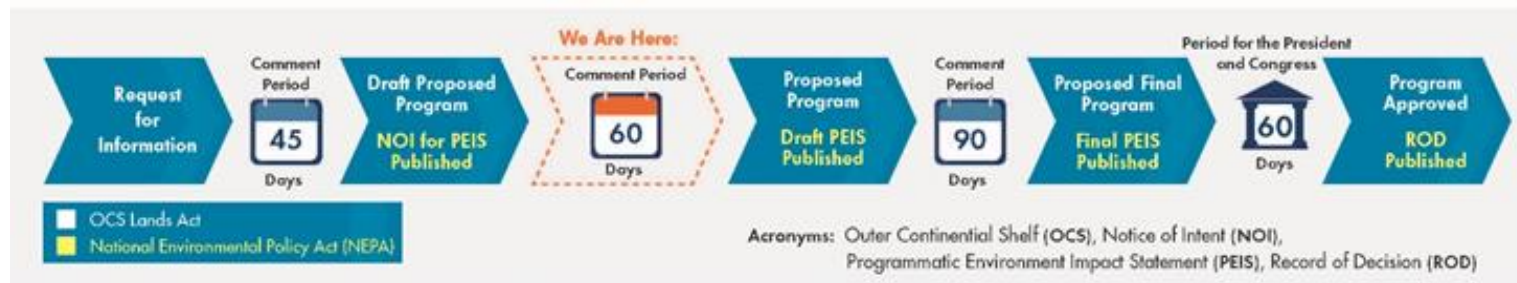 We Are Here:
Request
for
Information
Comment
Period
45
Days
Draft Proposed
Program
NOI for PEIS
Published
Comment Period
60
Days
Proposed
Program
Draft PEIS
Published
Comment
Period
90
Days
Proposed Final
Program
Final PEIS
Published
Period for the President
and Congress
60
Days
Program
Approved
ROD
Published
OCS Lands Act
National Environmental Policy Act (NEPA)
Acronyms: Outer Continental Shelf (OCS), Notice of Intent (NOI),
Programmatic Environment Impact Statement (PEIS), Record of Decision (ROD)